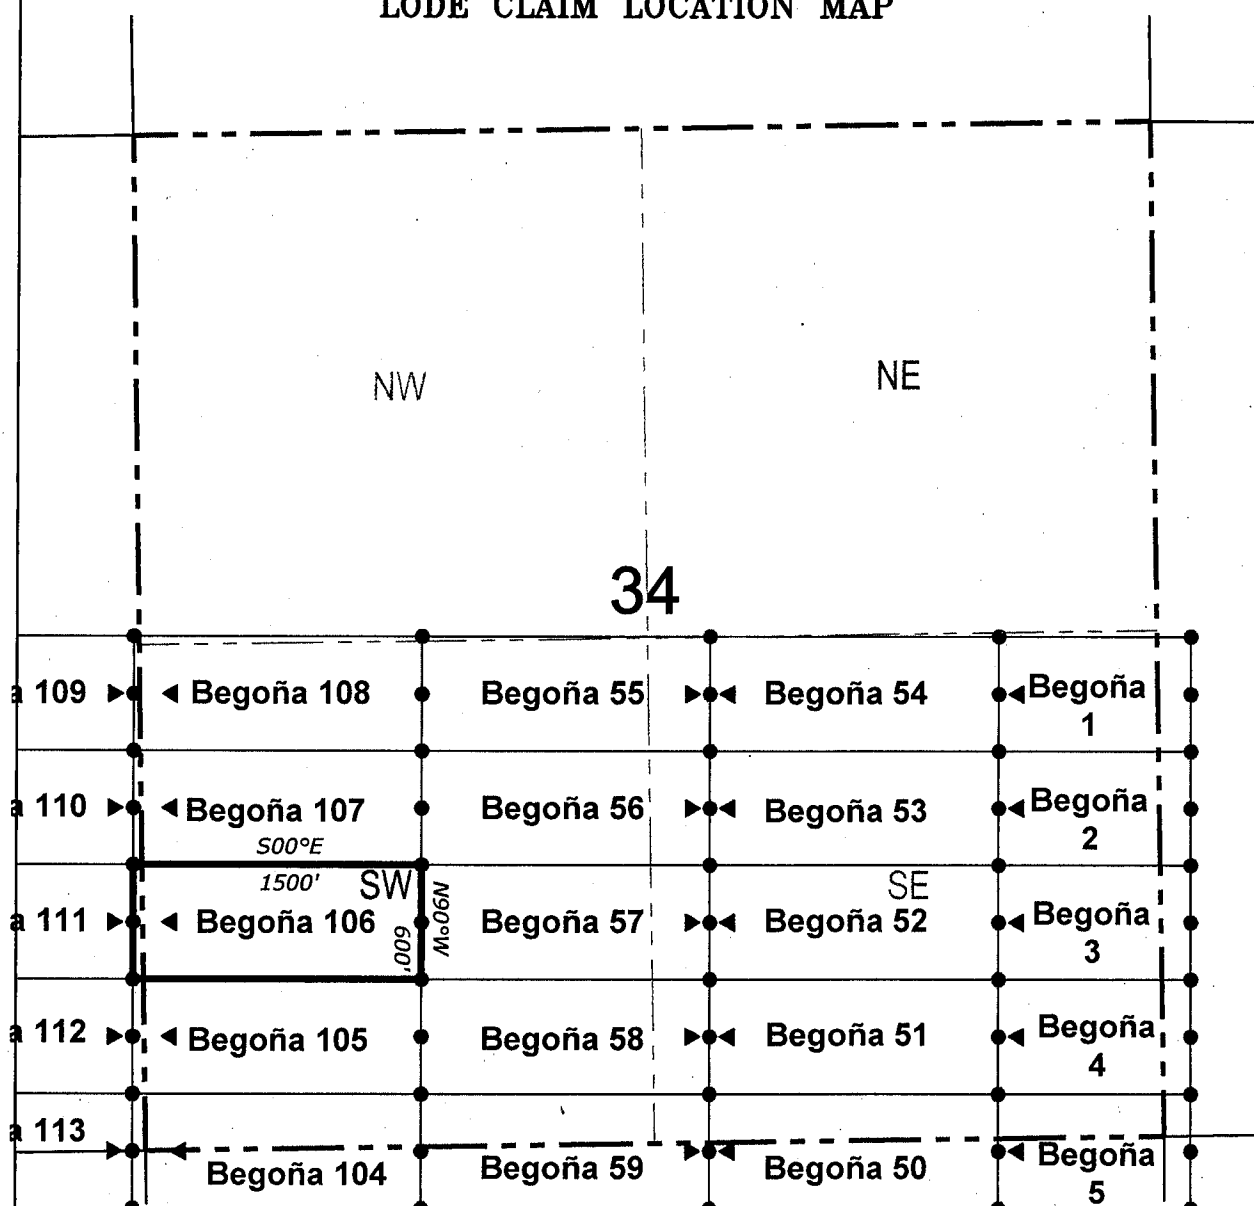 LODE CLAIM LOCATION MAP
NW
NE
34
a 109
Begoña 108
Begoña 55
Begoña 54
Begoña
1
a 110
Begoña 107
Begoña 56
Begoña 53
Begoña
2
S00°E
1500'
SW
SE
a 111
Begoña 106
600'
N90°W
Begoña 57
Begoña 52
Begoña
3
a 112
Begoña 105
Begoña 58
Begoña 51
Begoña
4
a 113
Begoña 104
Begoña 59
Begoña 50
Begoña
5